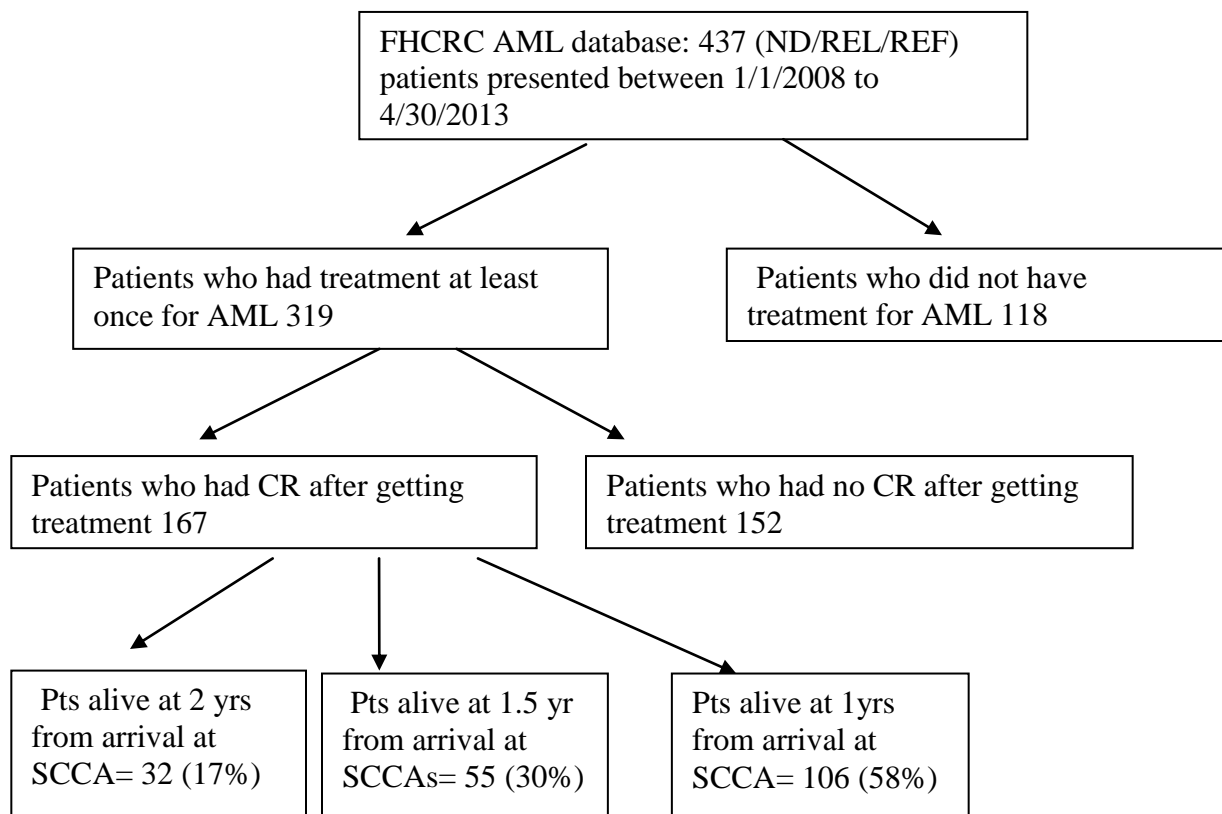 FHCRC AML database: 437 (ND/REL/REF)
patients presented between 1/1/2008 to
4/30/2013
Patients who had treatment at least
once for AML 319
Patients who did not have
treatment for AML 118
Patients who had CR after getting
treatment 167
Patients who had no CR after getting
treatment 152
Pts alive at 2 yrs
from arrival at
SCCA= 32 (17%)
Pts alive at 1.5 yr
from arrival at
SCCAs= 55 (30%)
Pts alive at 1yrs
from arrival at
SCCA= 106 (58%)